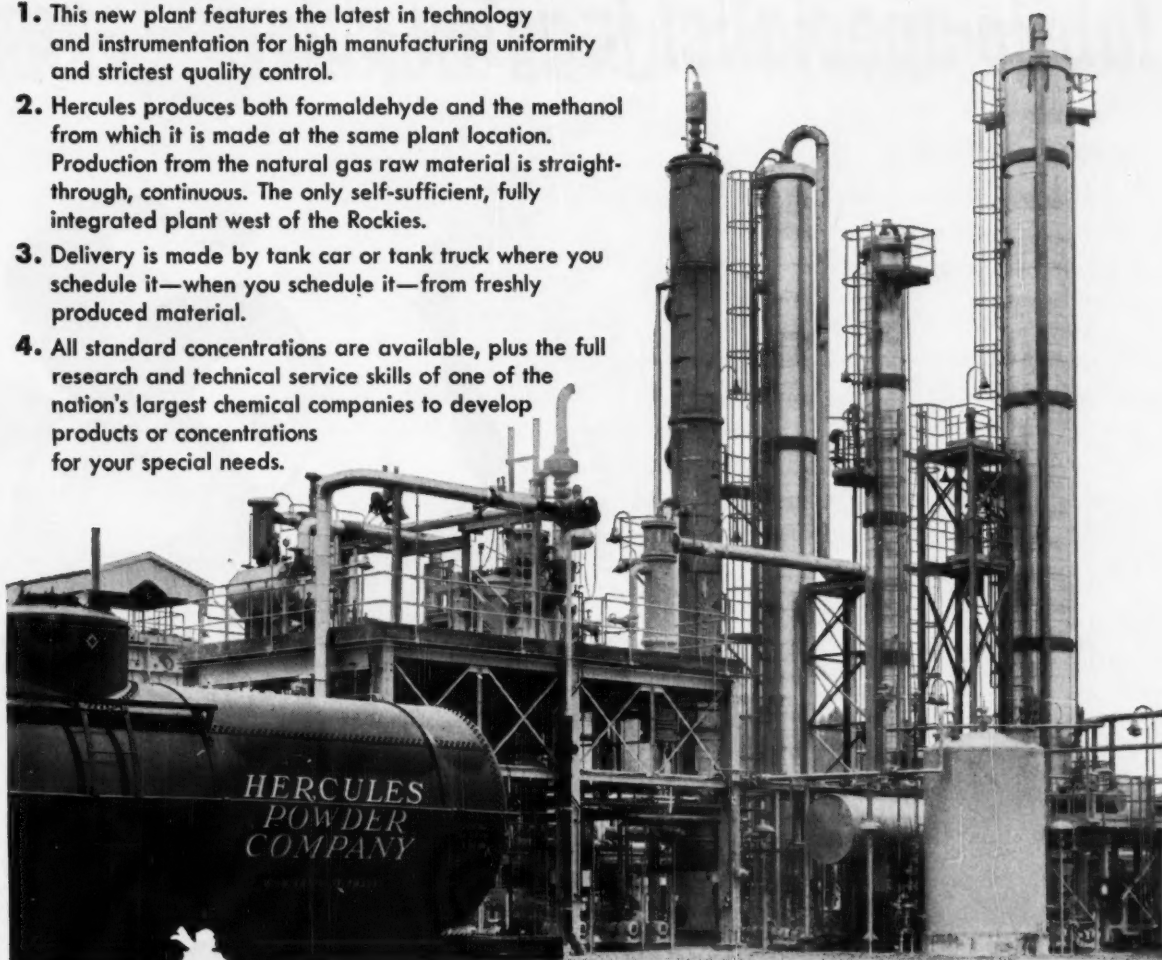 1. This new plant features the latest in technology
and instrumentation for high manufacturing uniformity
and strictest quality control.
2. Hercules produces both formaldehyde and the methanol
from which it is made at the same plant location.
Production from the natural gas raw material is straight-
through, continuous. The only self-sufficient, fully
integrated plant west of the Rockies.
3. Delivery is made by tank car or tank truck where you
schedule it—when you schedule it—from freshly
produced material.
4. All standard concentrations are available, plus the full
research and technical service skills of one of the
nation's largest chemical companies to develop
products or concentrations
for your special needs.
HERCULES
POWDER
COMPANY